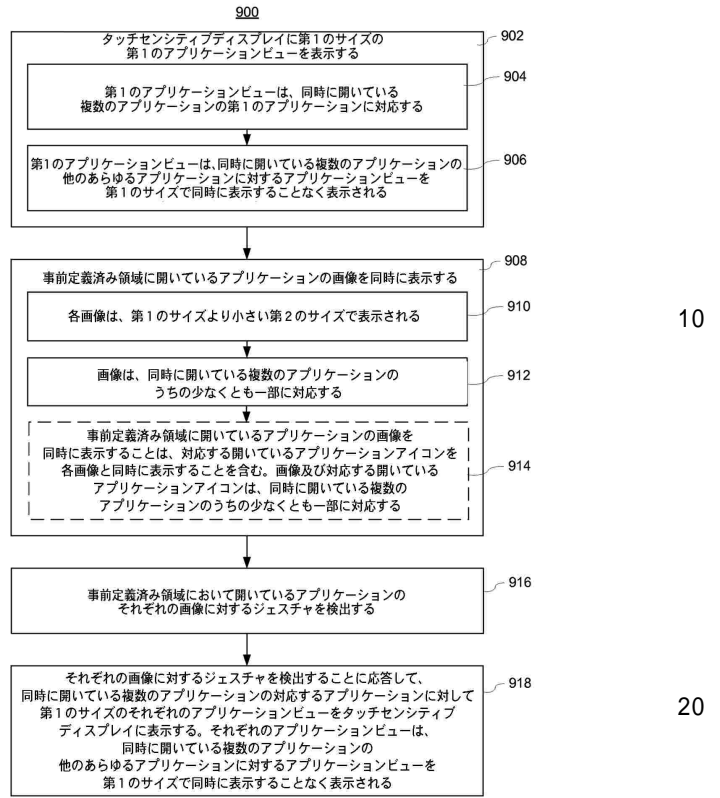 900
タッチセンシティブディスプレイに第1のサイズの
第1のアプリケーションビューを表示する
902
第1のアプリケーションビューは、同時に開いている
複数のアプリケーションの第1のアプリケーションに対応する
904
第1のアプリケーションビューは、同時に開いている複数のアプリケーションの
他のあらゆるアプリケーションに対するアプリケーションビューを
第1のサイズで同時に表示することなく表示される
906
事前定義済み領域に開いているアプリケーションの画像を同時に表示する
908
各画像は、第1のサイズより小さい第2のサイズで表示される
910
10
画像は、同時に開いている複数のアプリケーションの
うちの少なくとも一部に対応する
912
事前定義済み領域に開いているアプリケーションの画像を
同時に表示することは、対応する開いているアプリケーションアイコンを
各画像と同時に表示することを含む。画像及び対応する開いている
アプリケーションアイコンは、同時に開いている複数の
アプリケーションのうちの少なくとも一部に対応する
914
事前定義済み領域において開いているアプリケーションの
それぞれの画像に対するジェスチャを検出する
916
それぞれの画像に対するジェスチャを検出することに応答して、
同時に開いている複数のアプリケーションの対応するアプリケーションに対して
第1のサイズのそれぞれのアプリケーションビューをタッチセンシティブ
ディスプレイに表示する。それぞれのアプリケーションビューは、
同時に開いている複数のアプリケーションの
他のあらゆるアプリケーションに対するアプリケーションビューを
第1のサイズで同時に表示することなく表示される
918
20